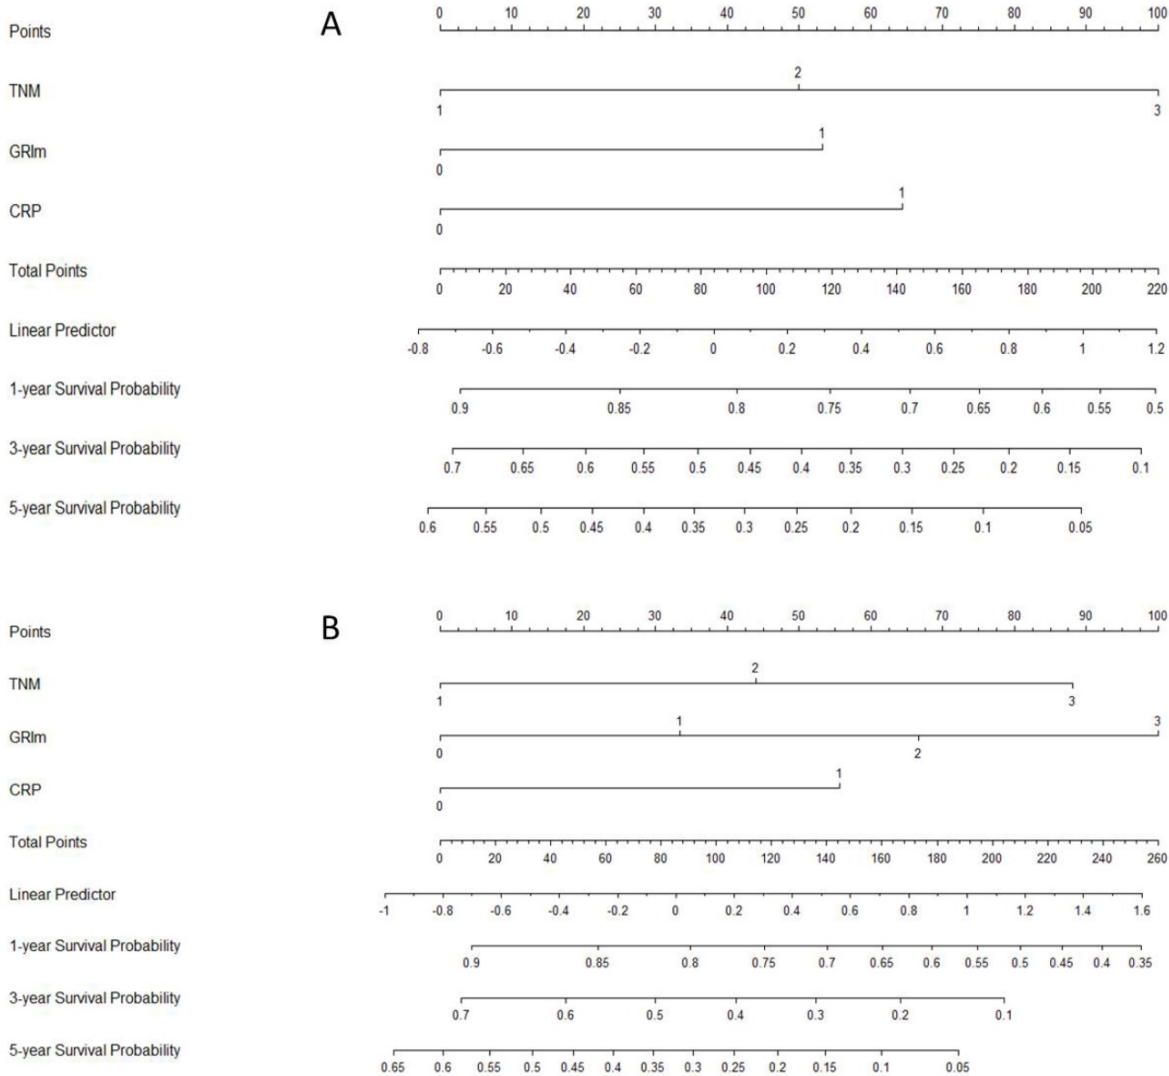 A
Points 0 10 20 30 40 50 60 70 80 90 100
TNM 1 2 3
GRIm 0 1
CRP 0 1
Total Points 0 20 40 60 80 100 120 140 160 180 200 220
Linear Predictor -0.8 -0.6 -0.4 -0.2 0 0.2 0.4 0.6 0.8 1 1.2
1-year Survival Probability 0.9 0.85 0.8 0.75 0.7 0.65 0.6 0.55 0.5
3-year Survival Probability 0.7 0.65 0.6 0.55 0.5 0.45 0.4 0.35 0.3 0.25 0.2 0.15 0.1
5-year Survival Probability 0.6 0.55 0.5 0.45 0.4 0.35 0.3 0.25 0.2 0.15 0.1 0.05
B
Points 0 10 20 30 40 50 60 70 80 90 100
TNM 1 2 3
GRIm 0 1 2 3
CRP 0 1
Total Points 0 20 40 60 80 100 120 140 160 180 200 220 240 260
Linear Predictor -1 -0.8 -0.6 -0.4 -0.2 0 0.2 0.4 0.6 0.8 1 1.2 1.4 1.6
1-year Survival Probability 0.9 0.85 0.8 0.75 0.7 0.65 0.6 0.55 0.5 0.45 0.4 0.35
3-year Survival Probability 0.7 0.6 0.5 0.4 0.3 0.2 0.1
5-year Survival Probability 0.65 0.6 0.55 0.5 0.45 0.4 0.35 0.3 0.25 0.2 0.15 0.1 0.05